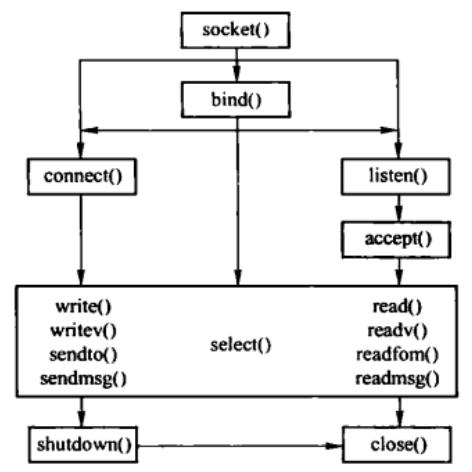 socket()
bind()
connect()
listen()
accept()
write()
writev()
sendto()
sendmsg()
select()
read()
readv()
readfom()
readmsg()
shutdown()
close()